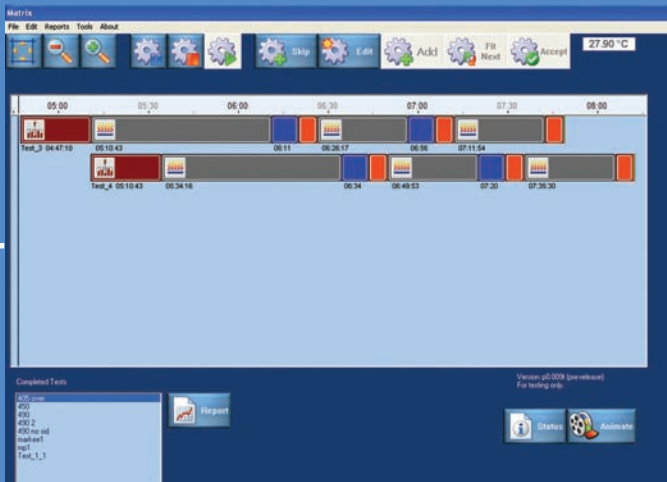 Matrix
File Edit Reports Tools About
Skip Edit Add Fit Next Accept 27.90 °C
05:00 05:30 06:00 06:30 07:00 07:30 08:00
Test_3 04:47:10 05:10:43 06:11 06:26:17 06:56 07:11:54
Test_4 05:10:43 05:34:16 06:34 06:49:53 07:20 07:35:30
Completed Tests
Version p0.009t (pre-release)
For testing only
405 over
450
490
490 2
490 no sid
markee1
mp1
Test_1_1
Report
Status Animate